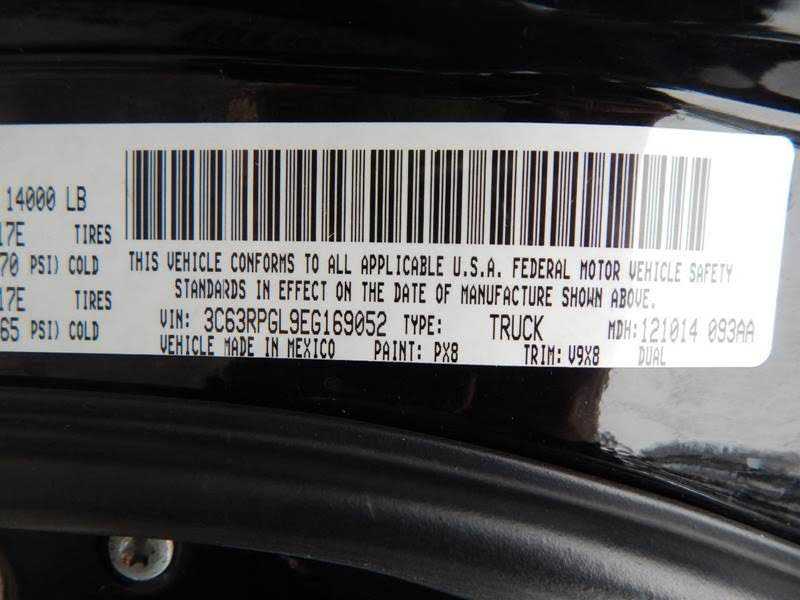 14000 LB
17E TIRES
70 PSI) COLD
17E TIRES
65 PSI) COLD
THIS VEHICLE CONFORMS TO ALL APPLICABLE U.S.A. FEDERAL MOTOR VEHICLE SAFETY
STANDARDS IN EFFECT ON THE DATE OF MANUFACTURE SHOWN ABOVE.
VIN: 3C63RPGL9EG169052 TYPE: TRUCK MDH: 121014 093AA
VEHICLE MADE IN MEXICO PAINT: PX8 TRIM: V9X8 DUAL